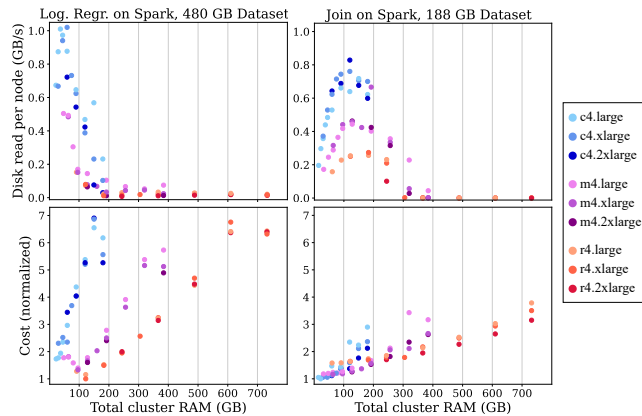 Log. Regr. on Spark, 480 GB Dataset
Join on Spark, 188 GB Dataset
Disk read per node (GB/s)
1.0
0.8
0.6
0.4
0.2
0.0
1.0
0.8
0.6
0.4
0.2
0.0
c4.large
c4.xlarge
c4.2xlarge
m4.large
m4.xlarge
m4.2xlarge
r4.large
r4.xlarge
r4.2xlarge
Cost (normalized)
7
6
5
4
3
2
1
7
6
5
4
3
2
1
100 200 300 400 500 600 700
100 200 300 400 500 600 700
Total cluster RAM (GB)
Total cluster RAM (GB)